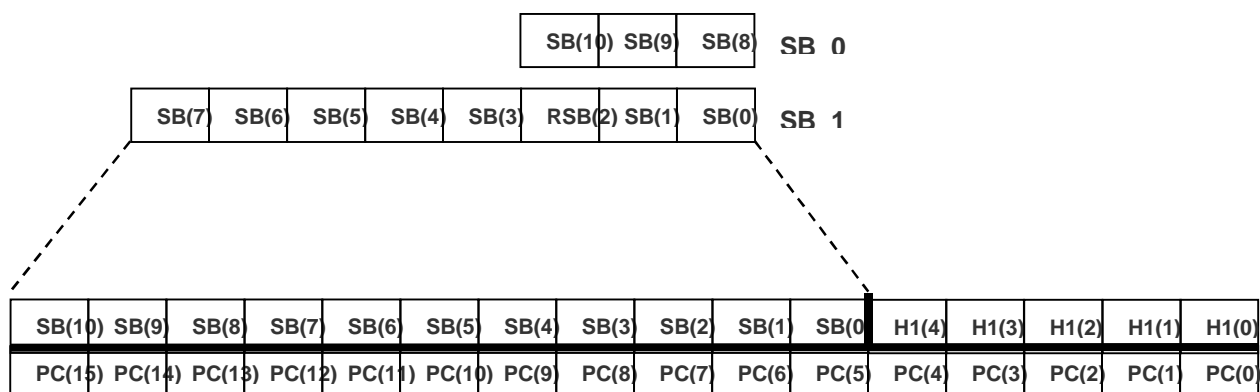 SB(10) SB(9) SB(8) SB_0
SB(7) SB(6) SB(5) SB(4) SB(3) RSB(2) SB(1) SB(0) SB_1
SB(10) SB(9) SB(8) SB(7) SB(6) SB(5) SB(4) SB(3) SB(2) SB(1) SB(0 H1(4) H1(3) H1(2) H1(1) H1(0)
PC(15) PC(14) PC(13) PC(12) PC(11) PC(10) PC(9) PC(8) PC(7) PC(6) PC(5) PC(4) PC(3) PC(2) PC(1) PC(0)